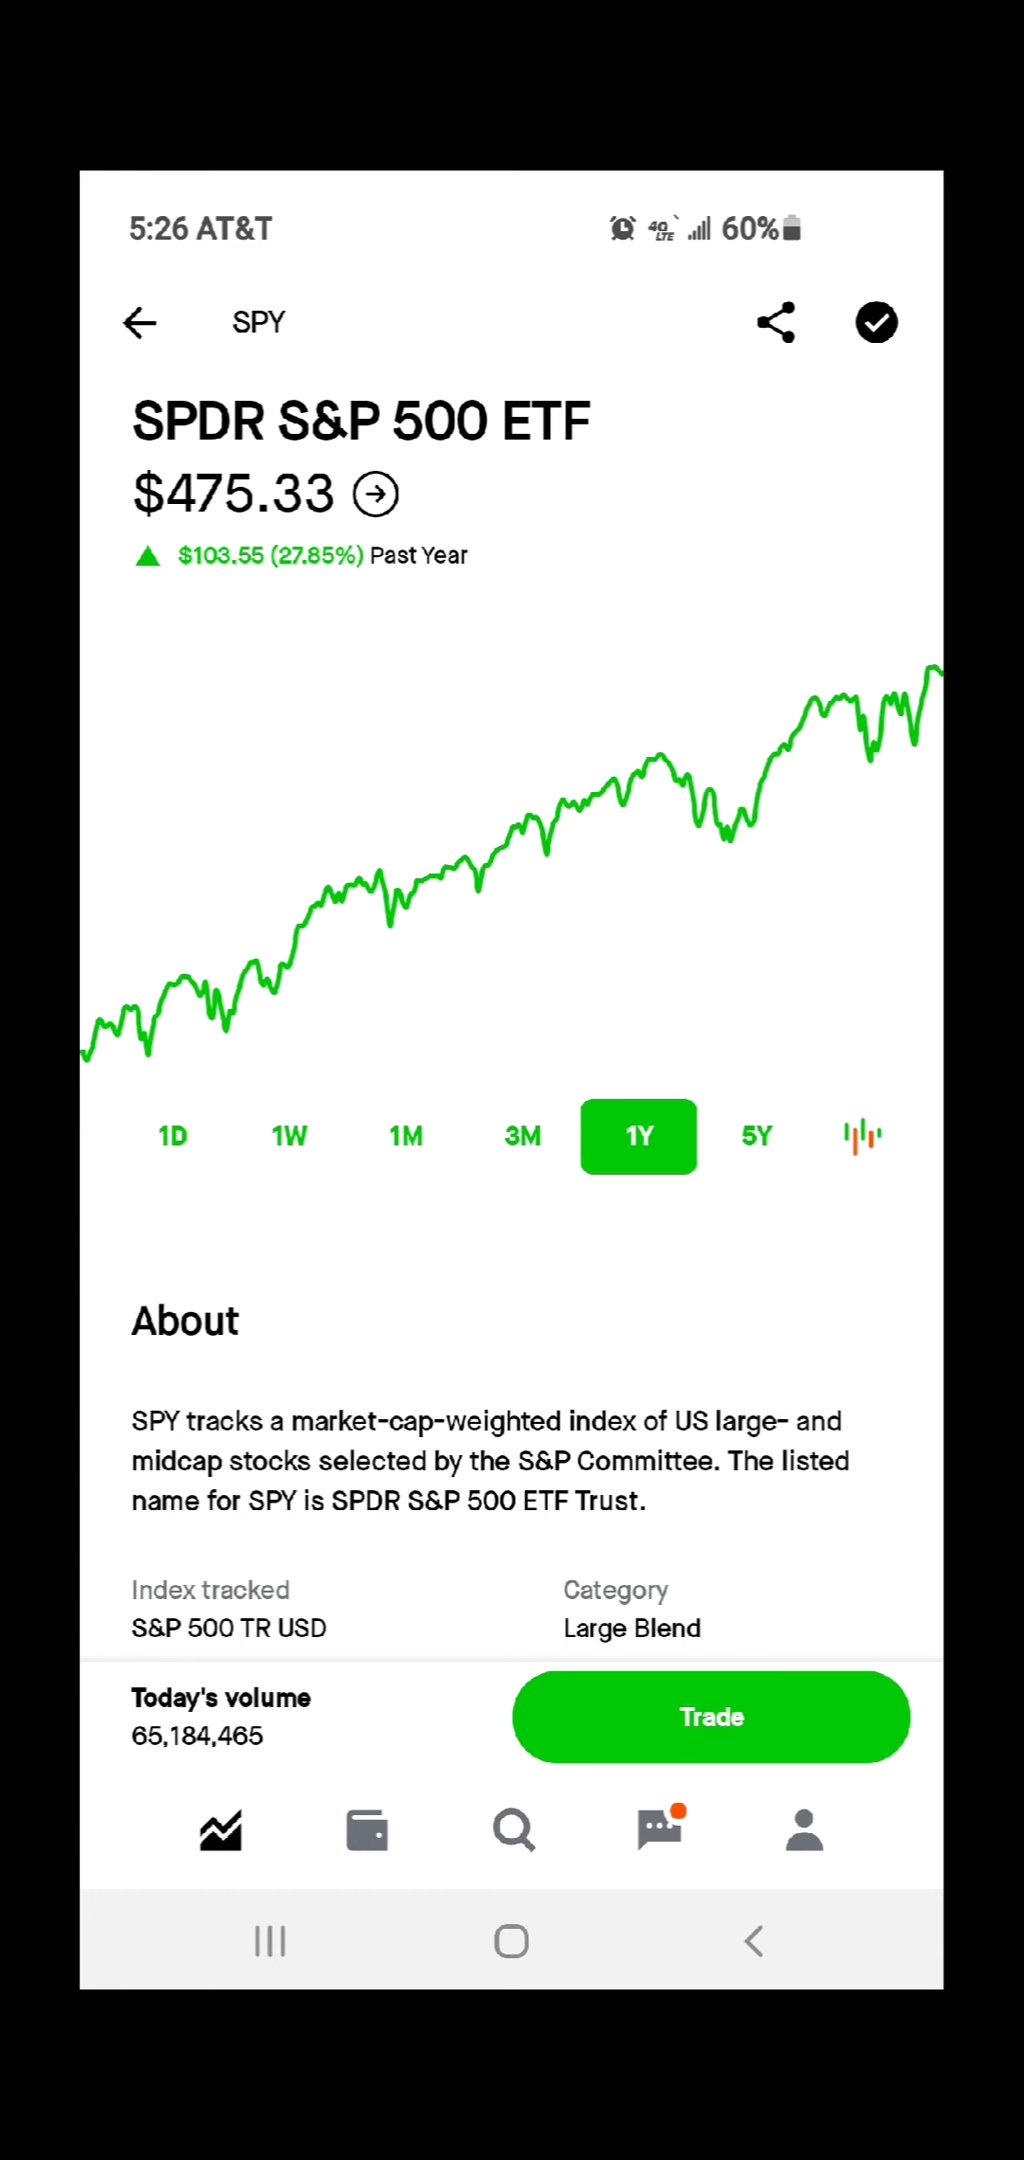 5:26 AT&T 4G LTE 60%
SPY
SPDR S&P 500 ETF
$475.33
$103.55 (27.85%) Past Year
1D 1W 1M 3M 1Y 5Y
About
SPY tracks a market-cap-weighted index of US large- and
midcap stocks selected by the S&P Committee. The listed
name for SPY is SPDR S&P 500 ETF Trust.
Index tracked Category
S&P 500 TR USD Large Blend
Today's volume
65,184,465
Trade